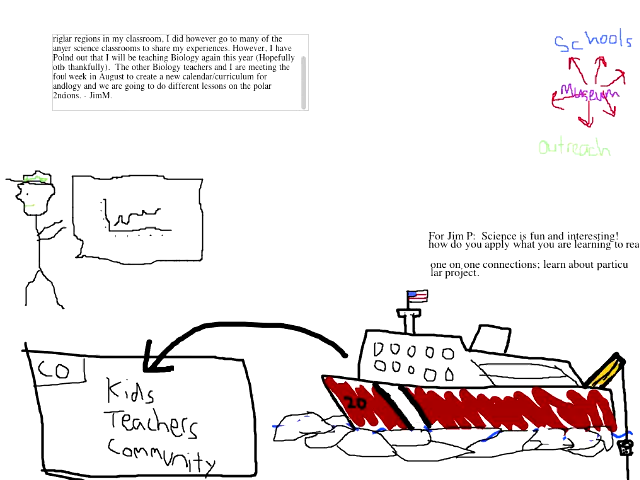 riglar regions in my classroom, I did however go to many of the
anyer science classrooms to share my experiences. However, I have
Polnd out that I will be teaching Biology again this year (Hopefully
oth thankfully). The other Biology teachers and I are meeting the
foul week in August to create a new calendar/curriculum for
andlogy and we are going to do different lessons on the polar
2ndions. - JimM.
Schools
Museum
outreach
For Jim P: Science is fun and interesting!
how do you apply what you are learning to rea
one on one connections; learn about particu
lar project.
CO
Kids
Teachers
Community
20